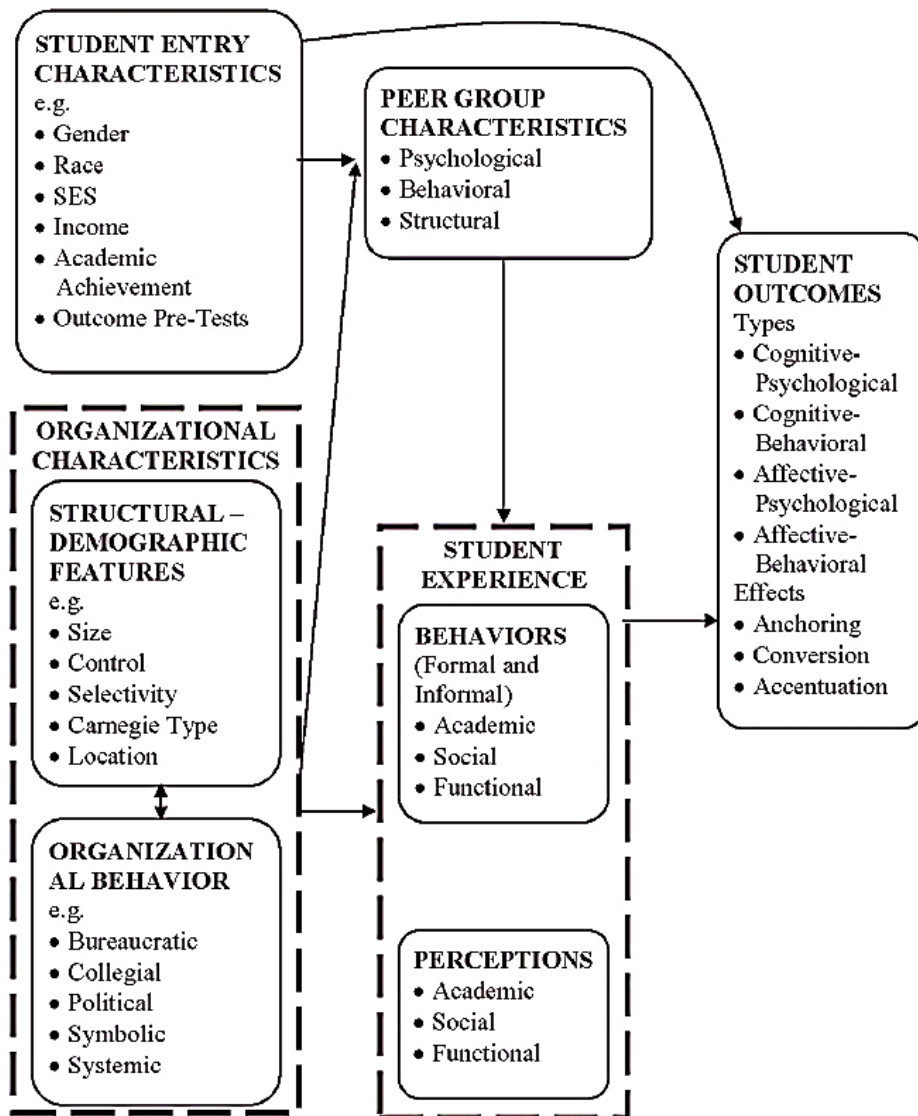 STUDENT ENTRY
CHARACTERISTICS
e.g.
• Gender
• Race
• SES
• Income
• Academic
Achievement
• Outcome Pre-Tests
PEER GROUP
CHARACTERISTICS
• Psychological
• Behavioral
• Structural
STUDENT
OUTCOMES
Types
• Cognitive-
Psychological
• Cognitive-
Behavioral
• Affective-
Psychological
• Affective-
Behavioral
Effects
• Anchoring
• Conversion
• Accentuation
ORGANIZATIONAL
CHARACTERISTICS
STRUCTURAL –
DEMOGRAPHIC
FEATURES
e.g.
• Size
• Control
• Selectivity
• Carnegie Type
• Location
ORGANIZATION
AL BEHAVIOR
e.g.
• Bureaucratic
• Collegial
• Political
• Symbolic
• Systemic
STUDENT
EXPERIENCE
BEHAVIORS
(Formal and
Informal)
• Academic
• Social
• Functional
PERCEPTIONS
• Academic
• Social
• Functional